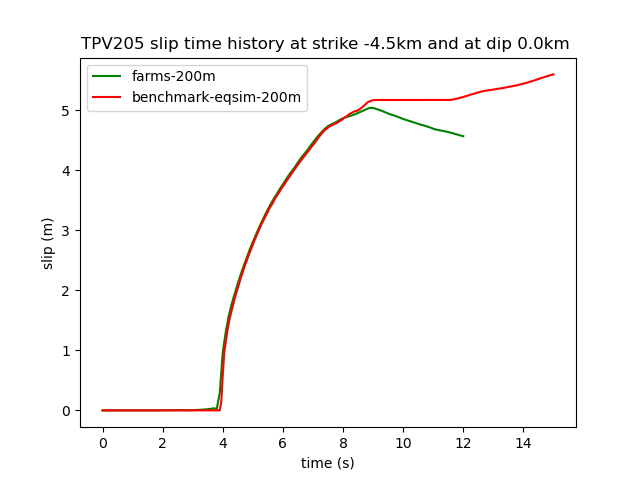 TPV205 slip time history at strike -4.5km and at dip 0.0km
farms-200m
benchmark-eqsim-200m
slip (m)
5
4
3
2
1
0
0 2 4 6 8 10 12 14
time (s)